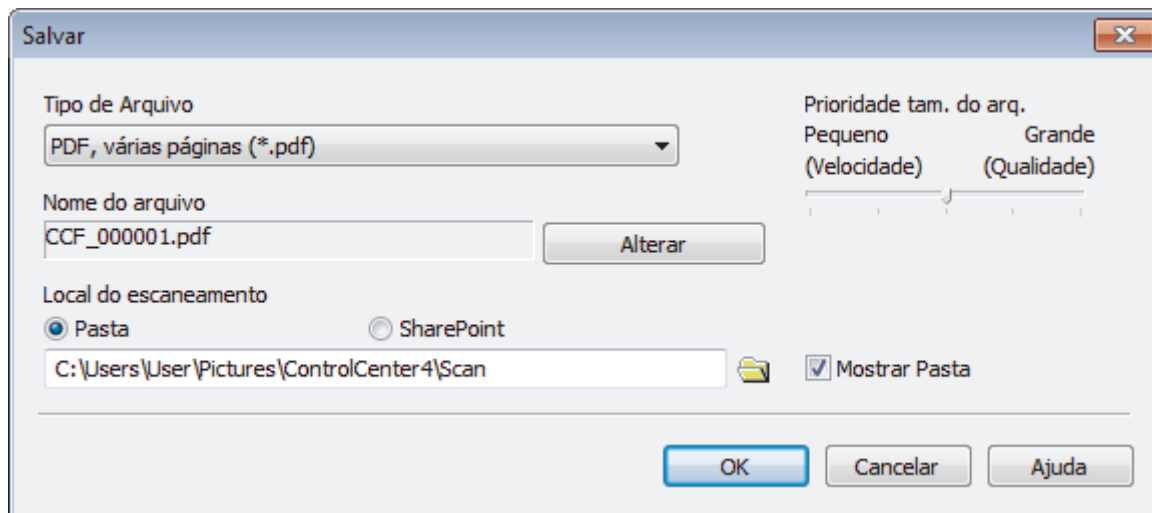 Salvar
Tipo de Arquivo
PDF, várias páginas (*.pdf)
Prioridade tam. do arq.
Pequeno Grande
(Velocidade) (Qualidade)
Nome do arquivo
CCF_000001.pdf
Alterar
Local do escaneamento
Pasta SharePoint
C:\Users\User\Pictures\ControlCenter4\Scan
Mostrar Pasta
OK Cancelar Ajuda